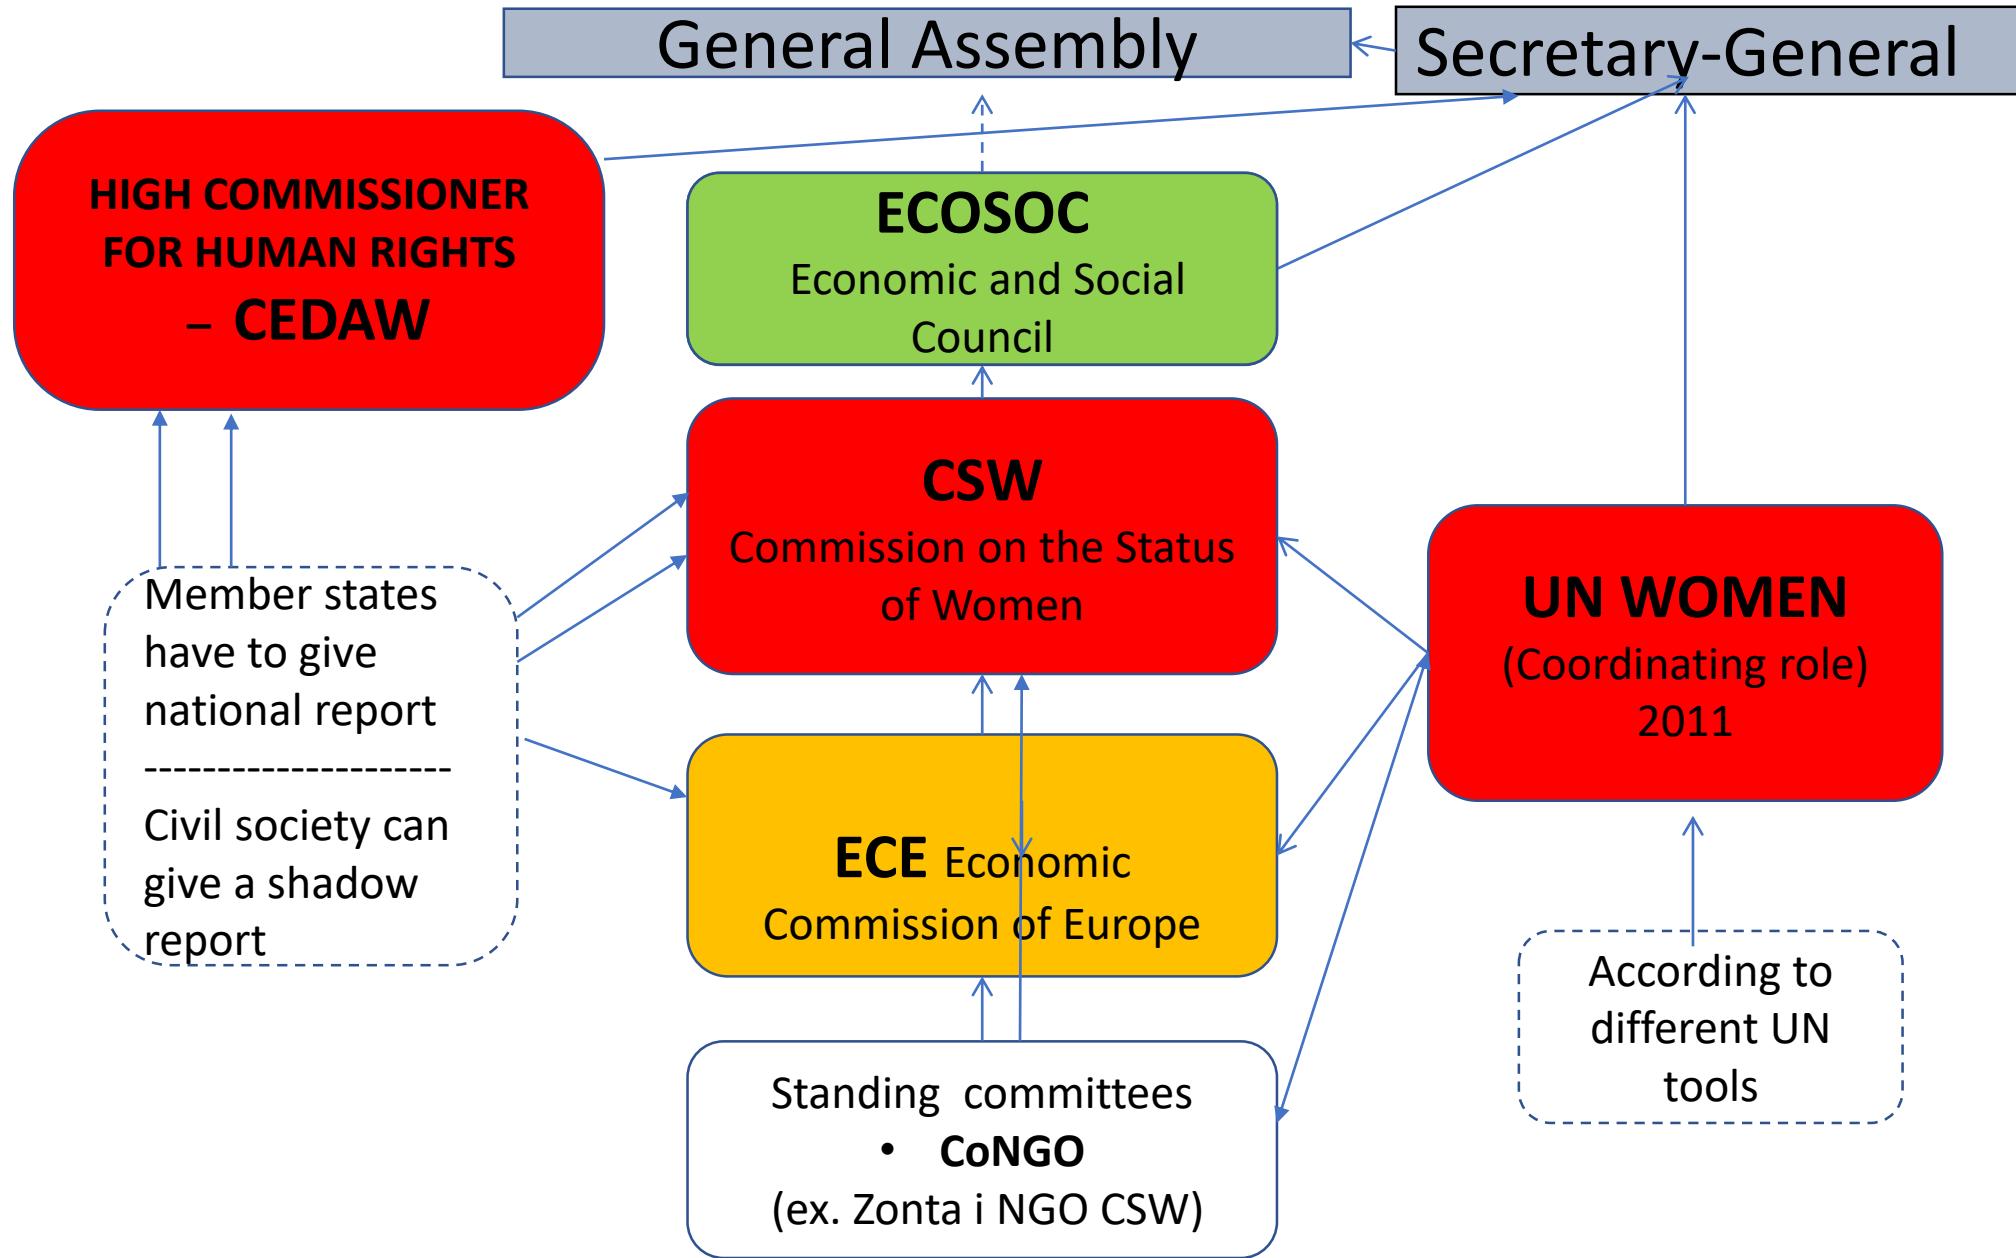 General Assembly
Secretary-General
HIGH COMMISSIONER
FOR HUMAN RIGHTS
– CEDAW
ECOSOC
Economic and Social
Council
CSW
Commission on the Status
of Women
UN WOMEN
(Coordinating role)
2011
Member states
have to give
national report
---------------------
Civil society can
give a shadow
report
ECE Economic
Commission of Europe
According to
different UN
tools
Standing committees
• CoNGO
(ex. Zonta i NGO CSW)